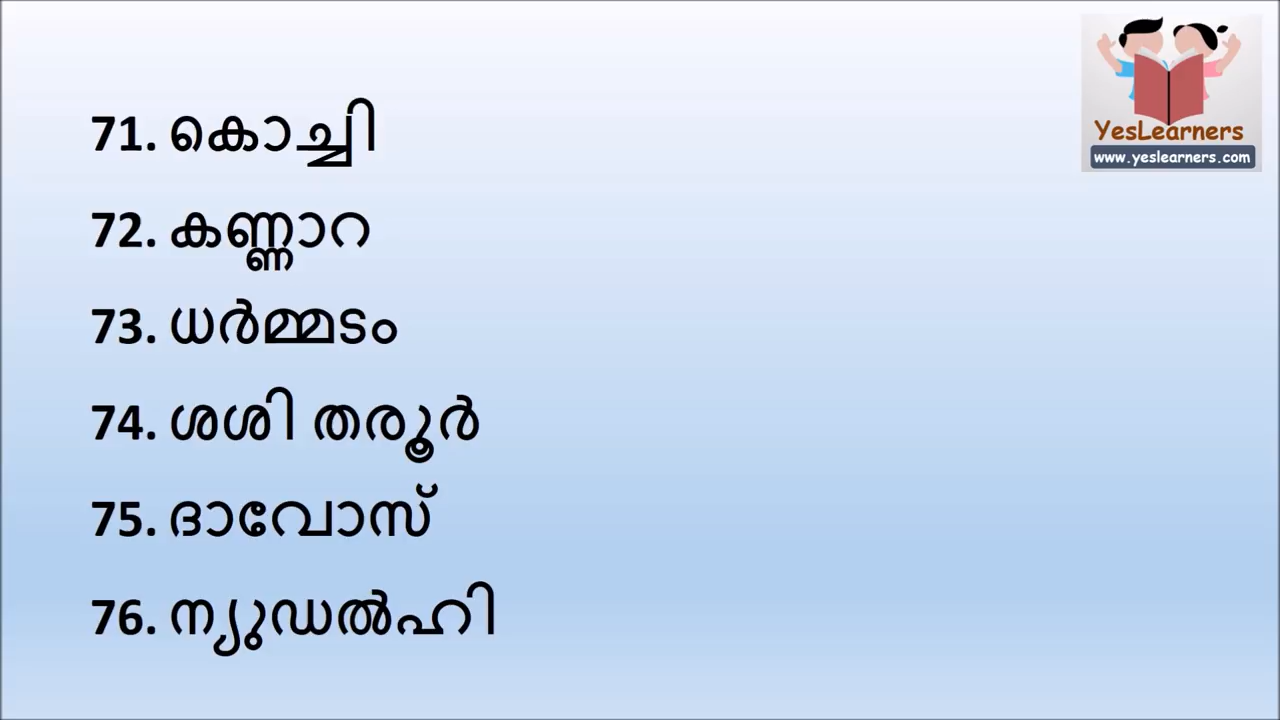 71. കൊച്ചി
72. കണ്ണാറ
73. ധർമ്മടം
74. ശശി തരൂർ
75. ദാവോസ്
76. ന്യുഡൽഹി
YesLearners
www.yeslearners.com